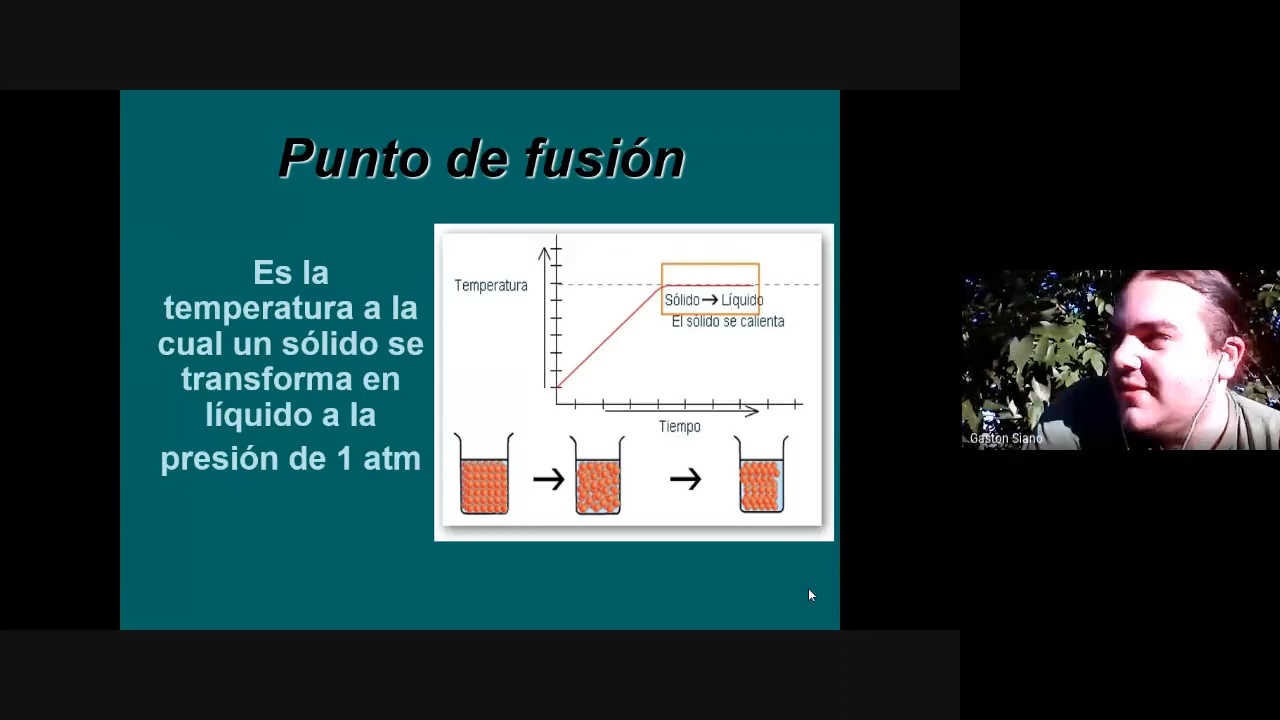 Punto de fusión
Es la
temperatura a la
cual un sólido se
transforma en
líquido a la
presión de 1 atm
Temperatura
Sólido → Líquido
El sólido se calienta
Tiempo
Gaston Siano